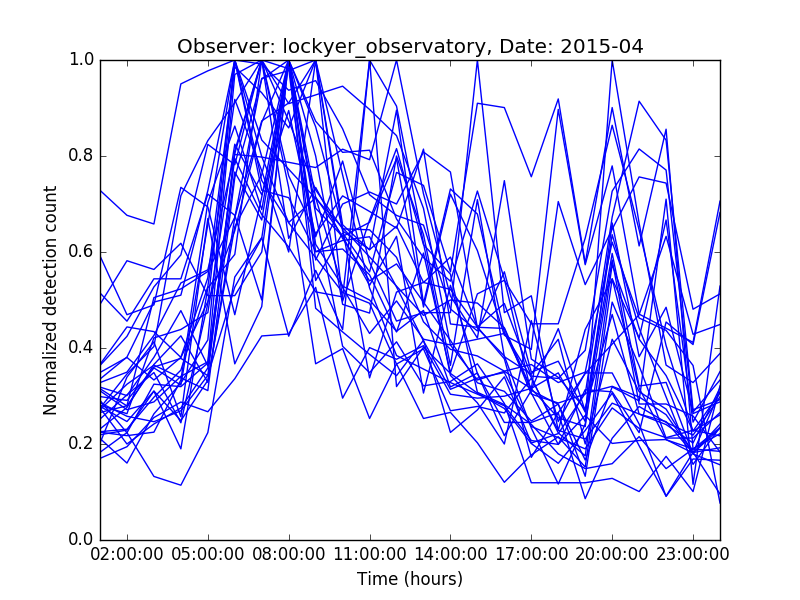 Observer: lockyer_observatory, Date: 2015-04
1.0
0.8
0.6
0.4
0.2
0.0
Normalized detection count
02:00:00 05:00:00 08:00:00 11:00:00 14:00:00 17:00:00 20:00:00 23:00:00
Time (hours)